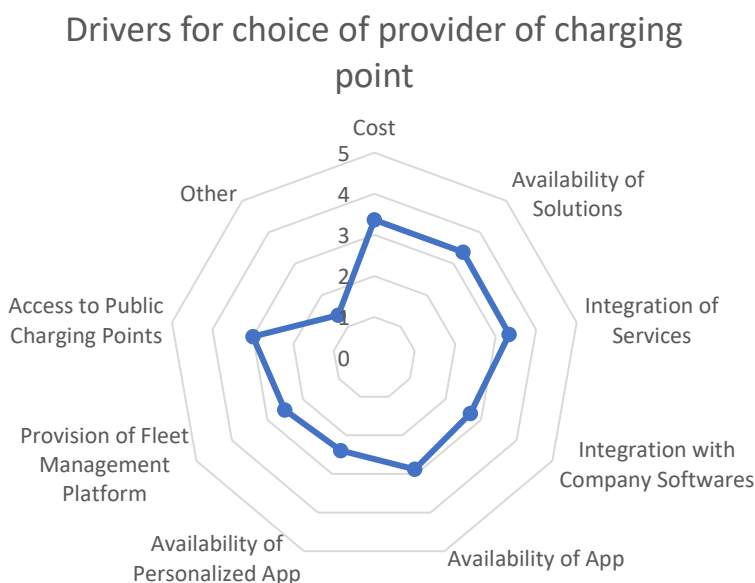 Drivers for choice of provider of charging
point
Cost
5
4
3
2
1
0
Availability of
Solutions
Integration of
Services
Integration with
Company Softwares
Availability of App
Availability of
Personalized App
Provision of Fleet
Management
Platform
Access to Public
Charging Points
Other